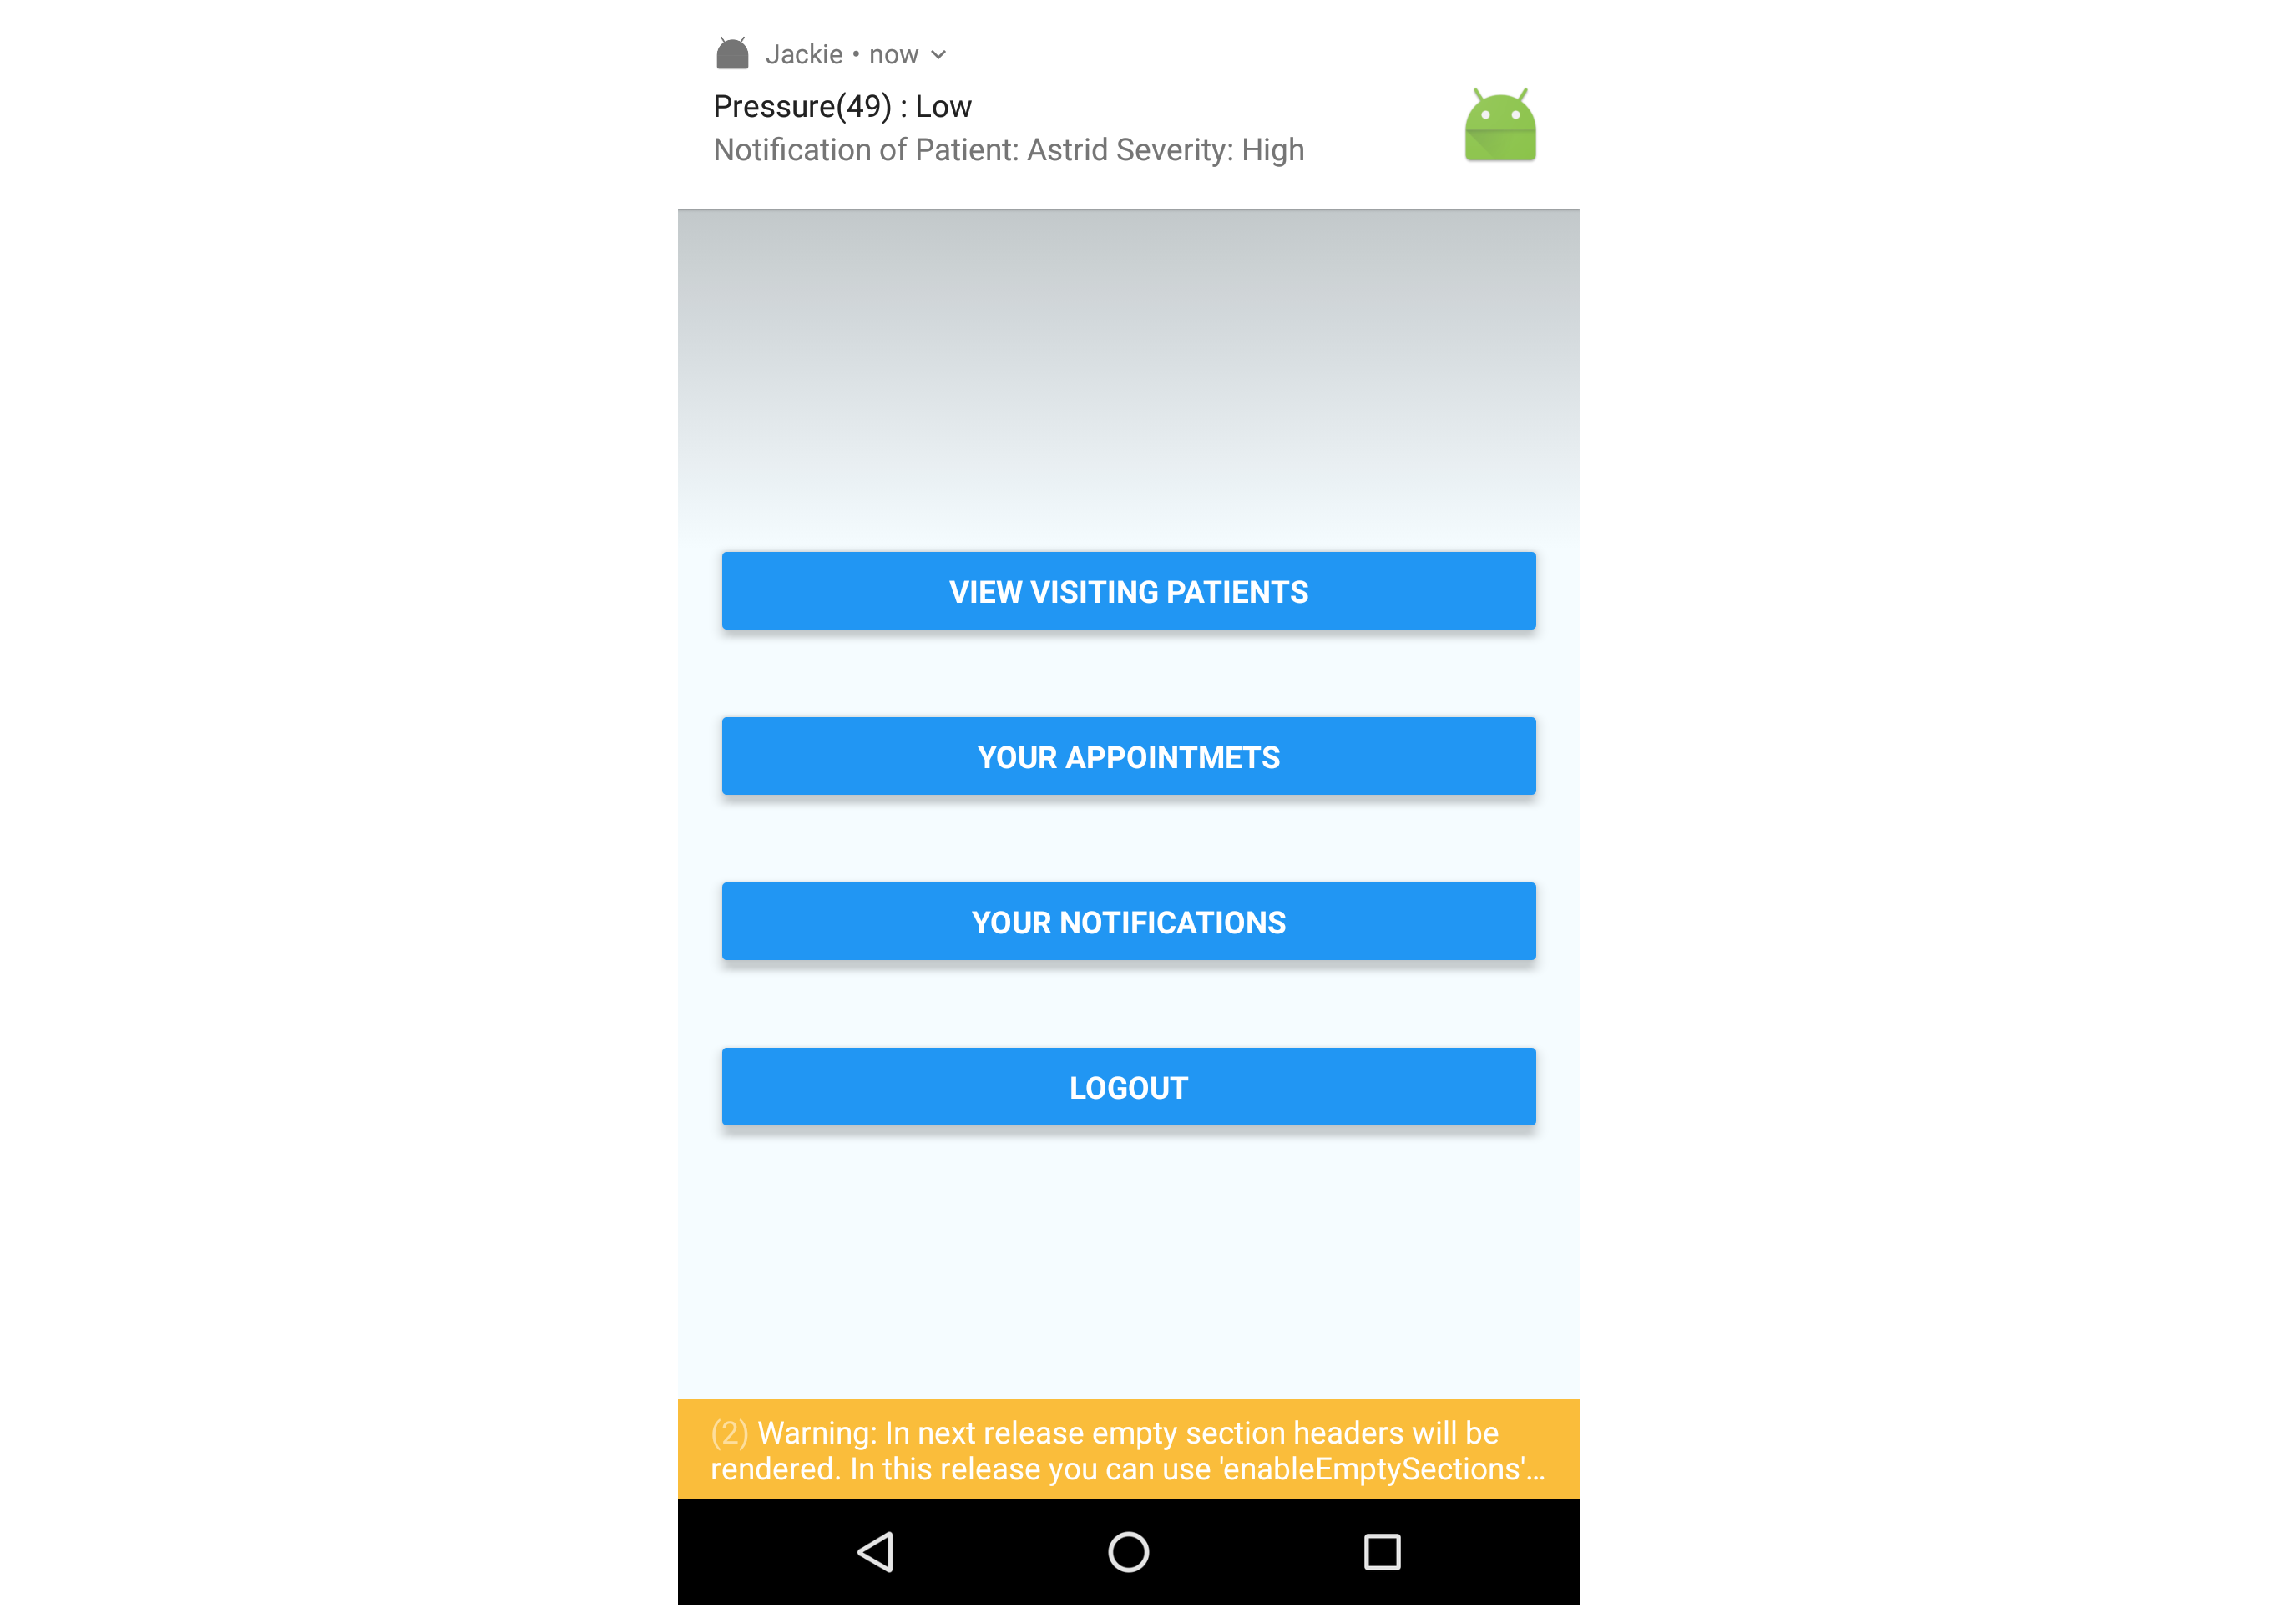 Jackie • now
Pressure(49) : Low
Notification of Patient: Astrid Severity: High
VIEW VISITING PATIENTS
YOUR APPOINTMETS
YOUR NOTIFICATIONS
LOGOUT
(2) Warning: In next release empty section headers will be
rendered. In this release you can use 'enableEmptySections'...